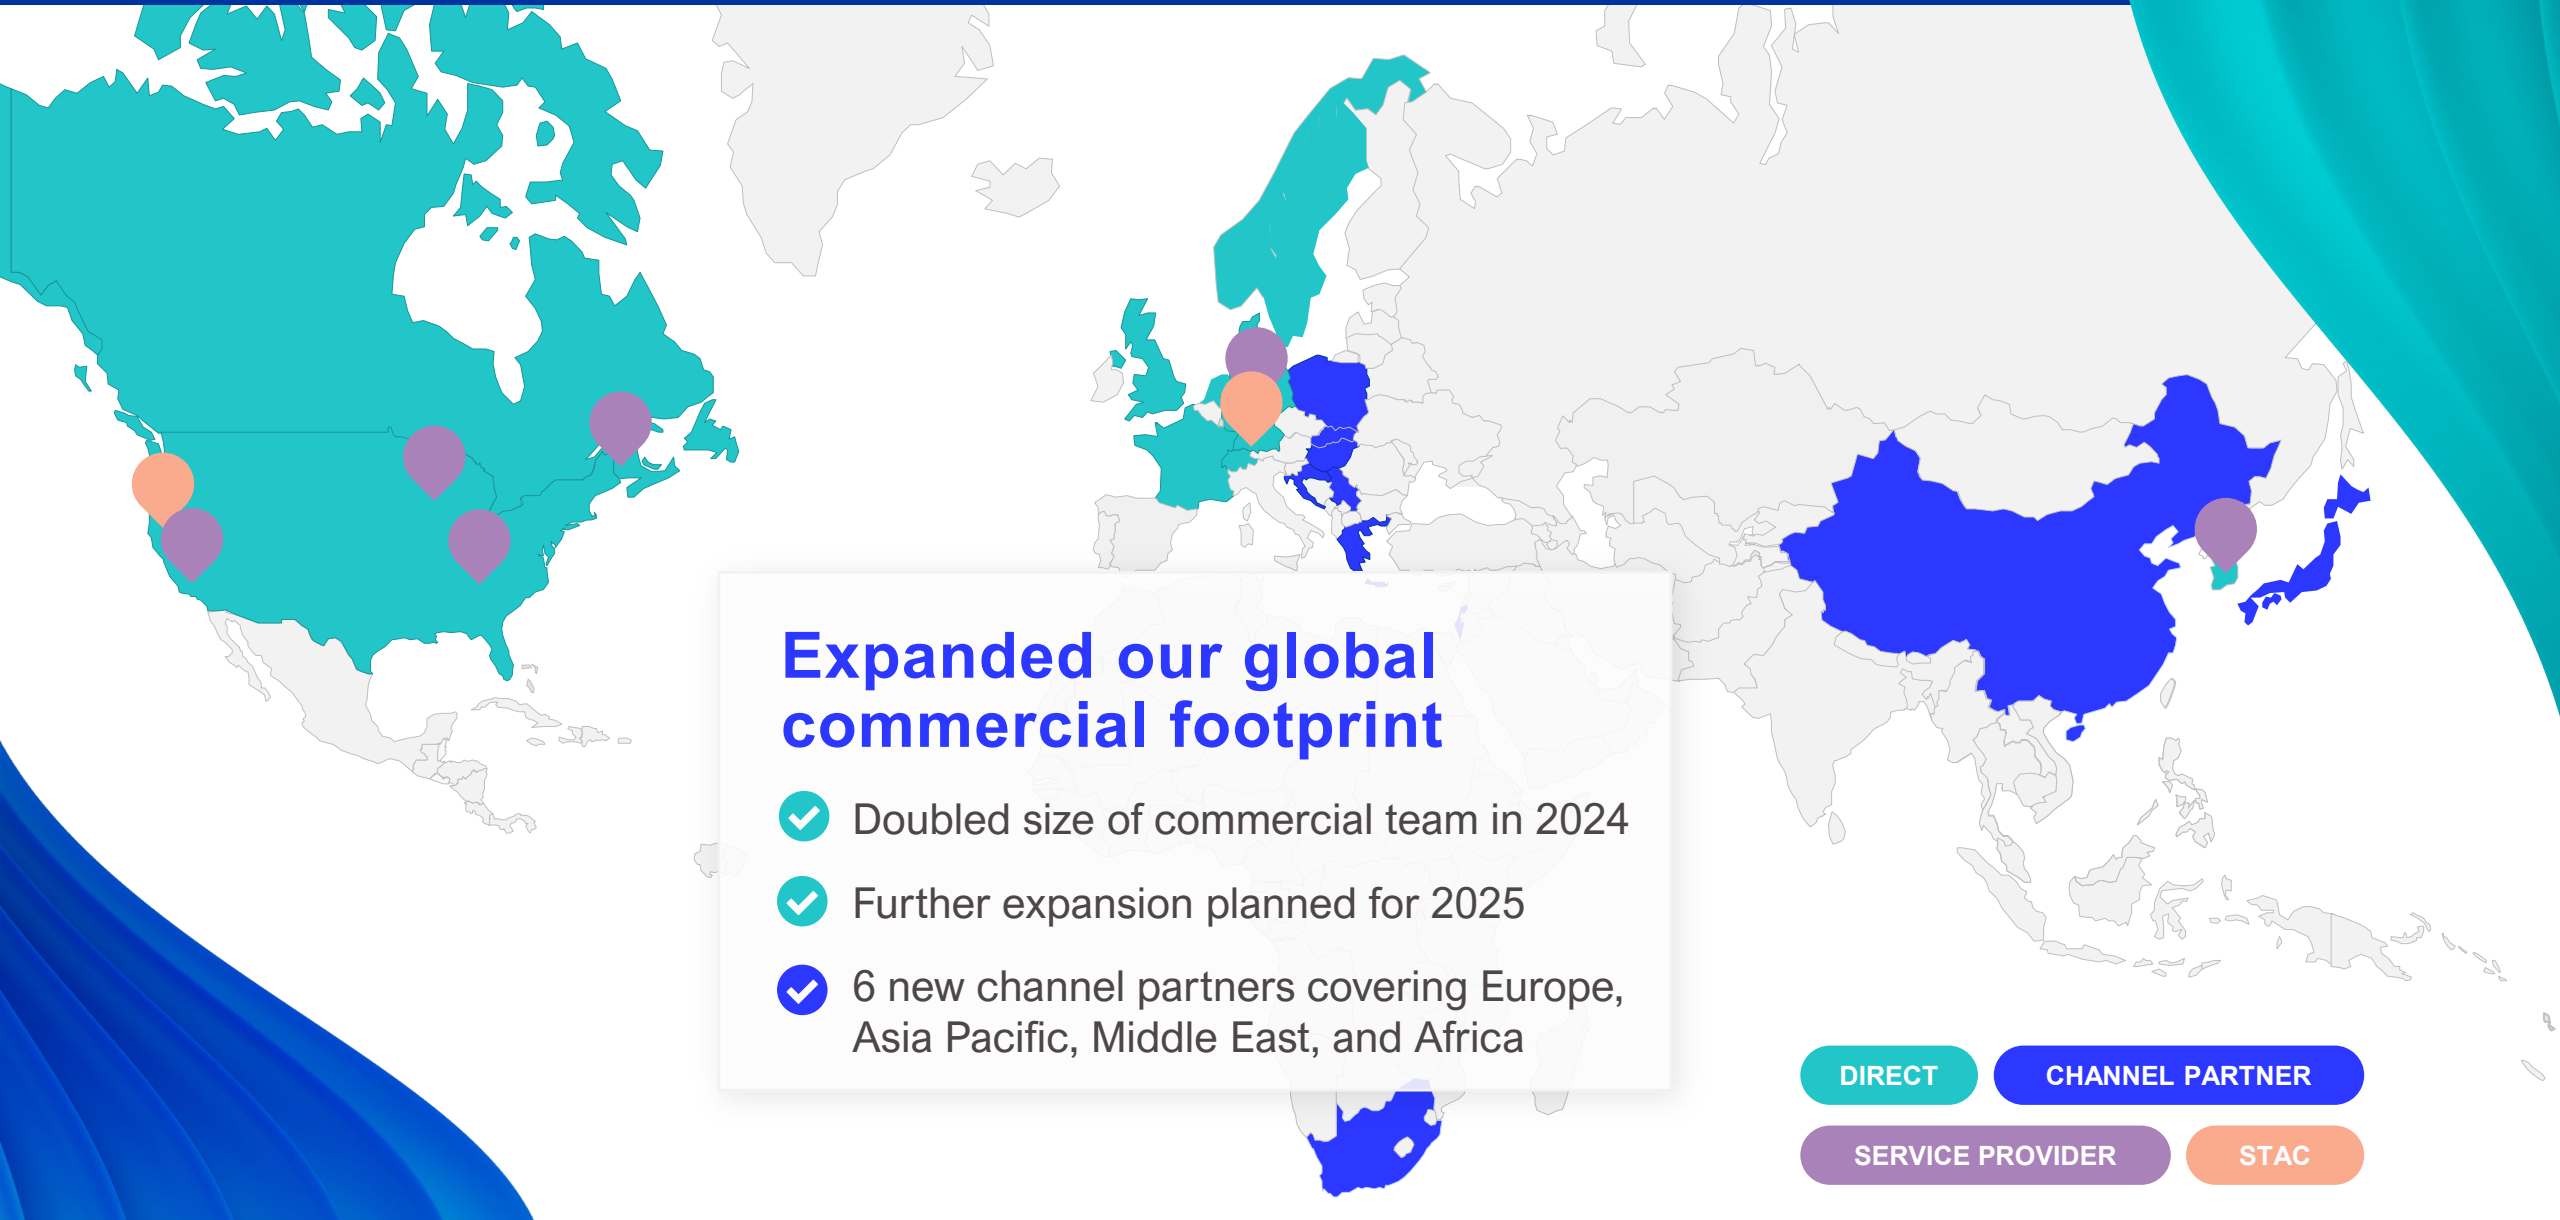 Expanded our global
commercial footprint
Doubled size of commercial team in 2024
Further expansion planned for 2025
6 new channel partners covering Europe,
Asia Pacific, Middle East, and Africa
DIRECT
CHANNEL PARTNER
SERVICE PROVIDER
STAC